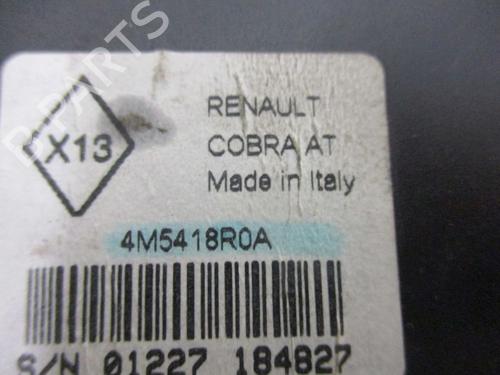 B-PARTS
X13
RENAULT
COBRA AT
Made in Italy
4M5418R0A
S/N 01227 184827